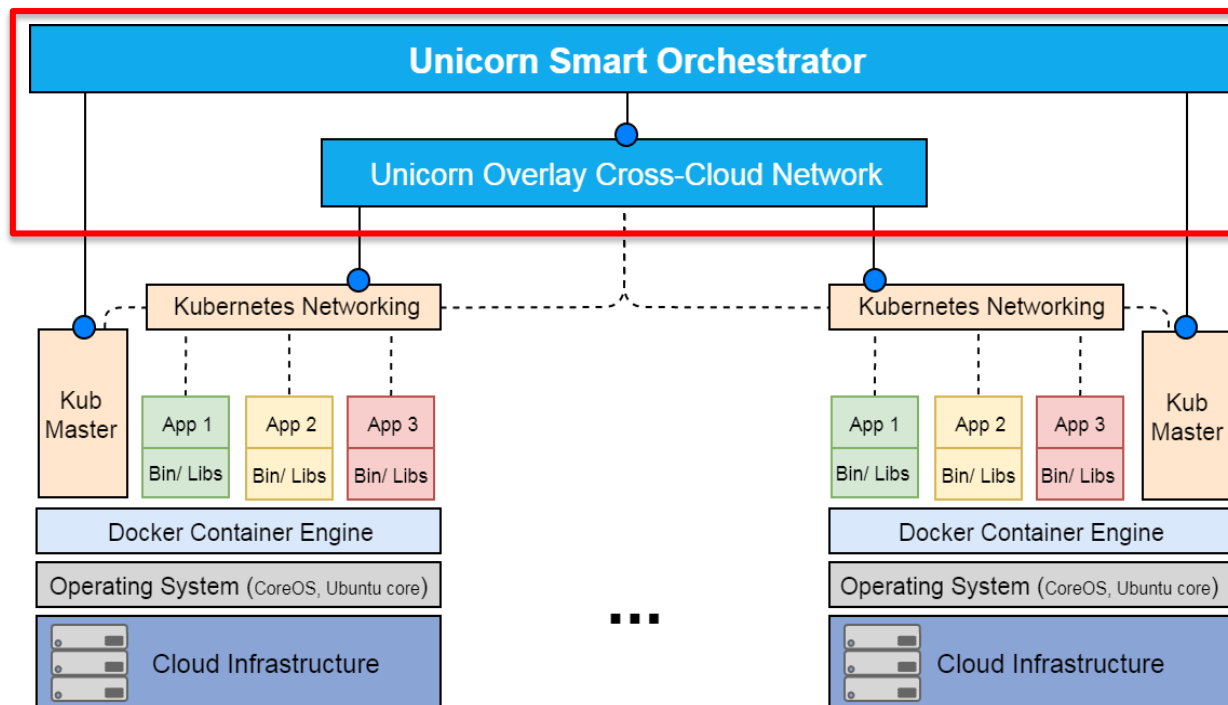 Unicorn Smart Orchestrator
Unicorn Overlay Cross-Cloud Network
Kubernetes Networking
Kubernetes Networking
Kub
Master
App 1
App 2
App 3
Bin/ Libs
Bin/ Libs
Bin/ Libs
App 1
App 2
App 3
Bin/ Libs
Bin/ Libs
Bin/ Libs
Kub
Master
Docker Container Engine
Docker Container Engine
Operating System (CoreOS, Ubuntu core)
Operating System (CoreOS, Ubuntu core)
...
Cloud Infrastructure
Cloud Infrastructure